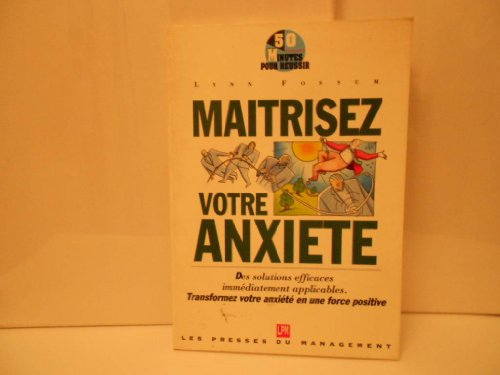 50
MINUTES
POUR REUSSIR
LYNN FOSSUM
MAITRISEZ
VOTRE
ANXIETE
Des solutions efficaces
immédiatement applicables.
Transformez votre anxiété en une force positive
LPM
LES PRESSES DU MANAGEMENT